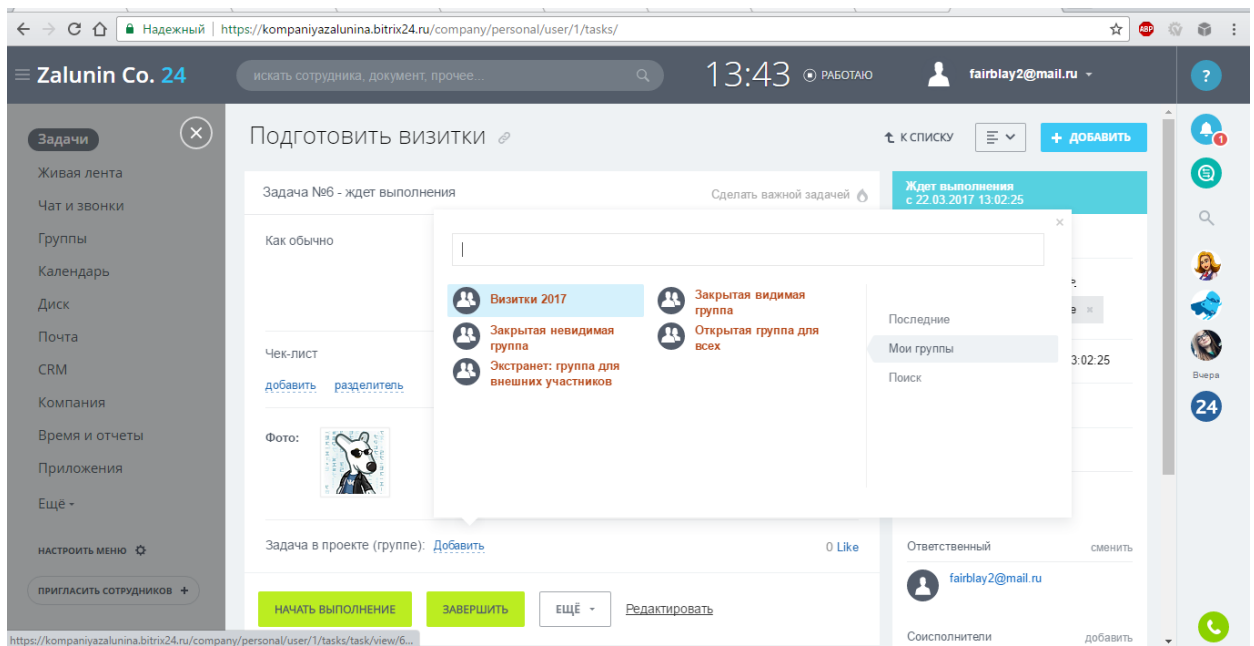 Надежный | https://kompaniyazalunina.bitrix24.ru/company/personal/user/1/tasks/
ABP
Zalunin Co. 24
искать сотрудника, документ, прочее...
13:43 РАБОТАЮ
fairblay2@mail.ru
?
Задачи
Живая лента
Чат и звонки
Группы
Календарь
Диск
Почта
CRM
Компания
Время и отчеты
Приложения
Ещё
НАСТРОИТЬ МЕНЮ
ПРИГЛАСИТЬ СОТРУДНИКОВ +
Подготовить визитки
К СПИСКУ
+ ДОБАВИТЬ
Задача №6 - ждет выполнения
Сделать важной задачей
Как обычно
Чек-лист
добавить разделитель
Фото:
Визитки 2017
Закрытая видимая
группа
Закрытая невидимая
группа
Открытая группа для
всех
Экстранет: группа для
внешних участников
Последние
Мои группы
Поиск
Задача в проекте (группе): Добавить
0 Like
НАЧАТЬ ВЫПОЛНЕНИЕ
ЗАВЕРШИТЬ
ЕЩЁ
Редактировать
Ждет выполнения
с 22.03.2017 13:02:25
3:02:25
Ответственный
сменить
fairblay2@mail.ru
Соисполнители
добавить
1
Вчера
24
https://kompaniyazalunina.bitrix24.ru/company/personal/user/1/tasks/task/view/6...